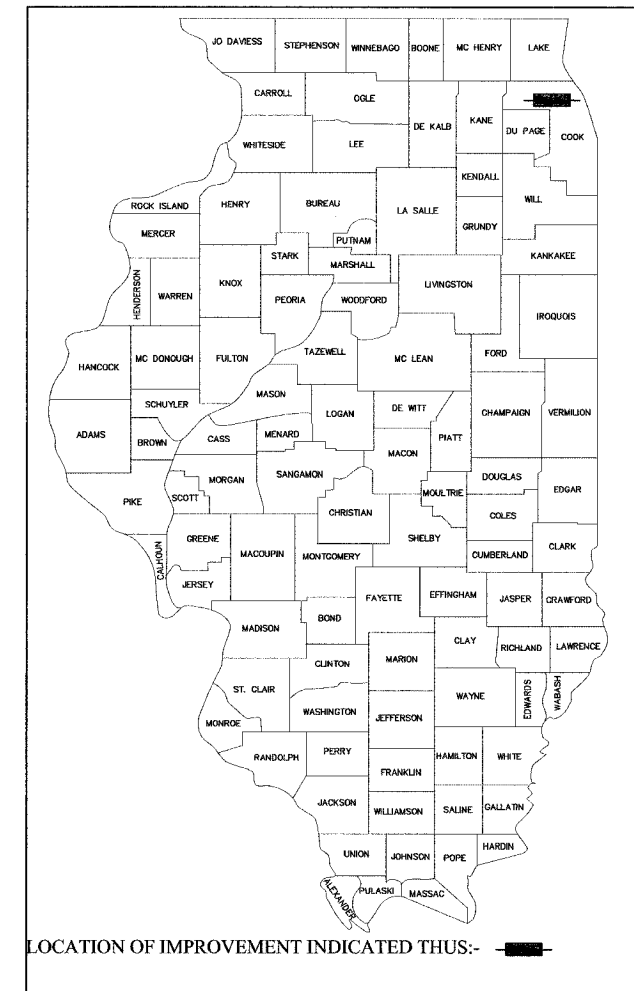 JO DAVIESS STEPHENSON WINNEBAGO BOONE MC HENRY LAKE
CARROLL OGLE DE KALB KANE DU PAGE COOK
WHITESIDE LEE
KENDALL
ROCK ISLAND HENRY BUREAU LA SALLE GRUNDY WILL
MERCER PUTNAM
STARK MARSHALL KANKAKEE
HENDERSON WARREN KNOX PEORIA WOODFORD LIVINGSTON
IROQUOIS
HANCOCK MC DONOUGH FULTON TAZEWELL MC LEAN FORD
MASON
SCHUYLER LOGAN DE WITT CHAMPAIGN VERMILION
ADAMS BROWN CASS MENARD MACON PIATT
MORGAN SANGAMON DOUGLAS
PIKE SCOTT CHRISTIAN MOULTRIE COLES EDGAR
GREENE MACOUPIN MONTGOMERY SHELBY CUMBERLAND CLARK
CALHOUN JERSEY
FAYETTE EFFINGHAM JASPER CRAWFORD
MADISON BOND
CLAY RICHLAND LAWRENCE
CLINTON MARION
ST. CLAIR WAYNE EDWARDS WABASH
WASHINGTON JEFFERSON
MONROE
RANDOLPH PERRY HAMILTON WHITE
FRANKLIN
JACKSON WILLIAMSON SALINE GALLATIN
UNION JOHNSON POPE HARDIN
ALEXANDER PULASKI MASSAC
LOCATION OF IMPROVEMENT INDICATED THUS:-